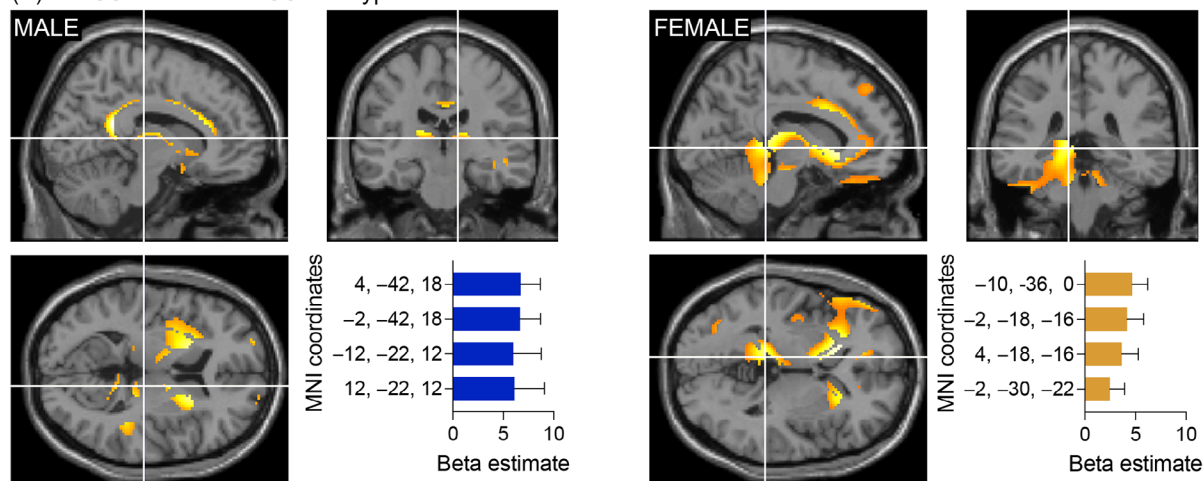 MALE
FEMALE
MNI coordinates
4, −42, 18
−2, −42, 18
−12, −22, 12
12, −22, 12
0 5 10
Beta estimate
MNI coordinates
−10, -36, 0
−2, −18, −16
4, −18, −16
−2, −30, −22
0 5 10
Beta estimate